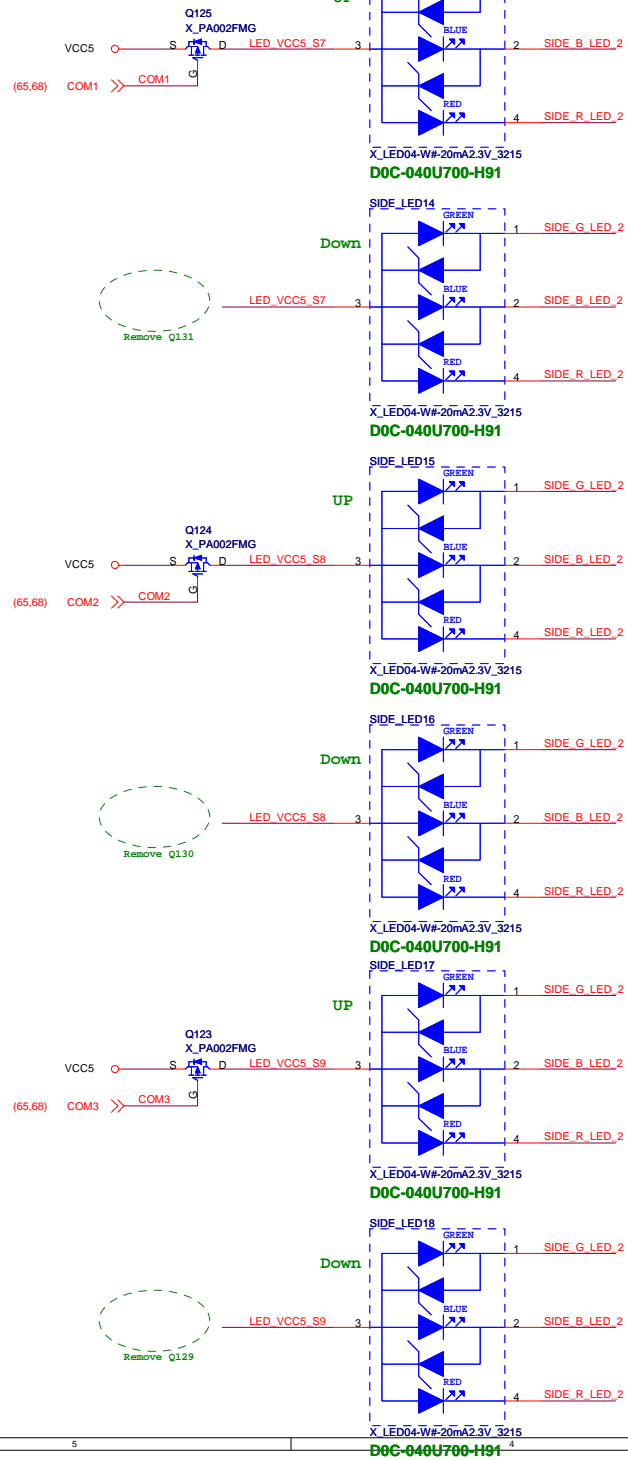 UP
Q125
X_PA002FMG
VCC5
S
D
LED_VCC5_S7
3
G
(65,68)
COM1
COM1
BLUE
2
SIDE_B_LED_2
RED
4
SIDE_R_LED_2
X_LED04-W#-20mA2.3V_3215
D0C-040U700-H91
SIDE_LED14
GREEN
1
SIDE_G_LED_2
Down
BLUE
LED_VCC5_S7
3
2
SIDE_B_LED_2
Remove Q131
RED
4
SIDE_R_LED_2
X_LED04-W#-20mA2.3V_3215
D0C-040U700-H91
SIDE_LED15
GREEN
1
SIDE_G_LED_2
UP
Q124
X_PA002FMG
VCC5
S
D
LED_VCC5_S8
3
G
(65,68)
COM2
COM2
BLUE
2
SIDE_B_LED_2
RED
4
SIDE_R_LED_2
X_LED04-W#-20mA2.3V_3215
D0C-040U700-H91
SIDE_LED16
GREEN
1
SIDE_G_LED_2
Down
BLUE
LED_VCC5_S8
3
2
SIDE_B_LED_2
Remove Q130
RED
4
SIDE_R_LED_2
X_LED04-W#-20mA2.3V_3215
D0C-040U700-H91
SIDE_LED17
GREEN
1
SIDE_G_LED_2
UP
Q123
X_PA002FMG
VCC5
S
D
LED_VCC5_S9
3
G
(65,68)
COM3
COM3
BLUE
2
SIDE_B_LED_2
RED
4
SIDE_R_LED_2
X_LED04-W#-20mA2.3V_3215
D0C-040U700-H91
SIDE_LED18
GREEN
1
SIDE_G_LED_2
Down
BLUE
LED_VCC5_S9
3
2
SIDE_B_LED_2
Remove Q129
RED
4
SIDE_R_LED_2
X_LED04-W#-20mA2.3V_3215
D0C-040U700-H91
5
4